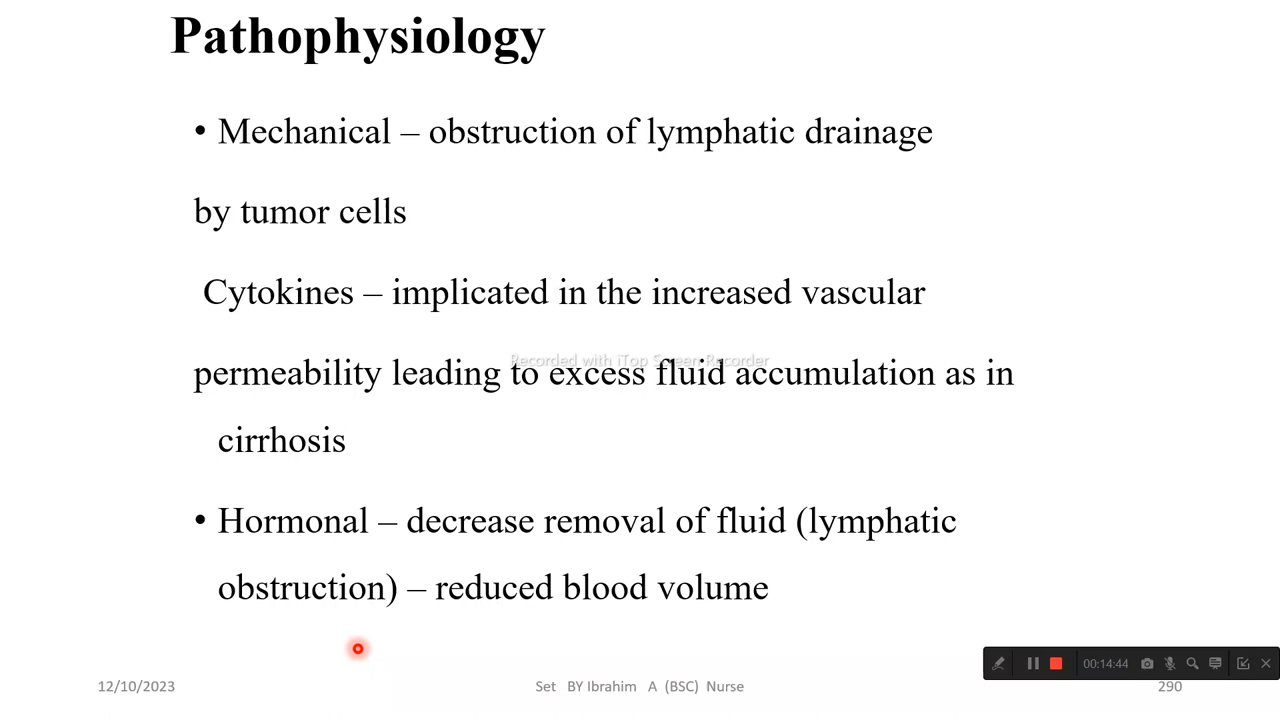 Pathophysiology
• Mechanical – obstruction of lymphatic drainage
by tumor cells
Cytokines – implicated in the increased vascular
Recorded with iTop Screen Recorder
permeability leading to excess fluid accumulation as in
cirrhosis
• Hormonal – decrease removal of fluid (lymphatic
obstruction) – reduced blood volume
00:14:44
12/10/2023
Set BY Ibrahim A (BSC) Nurse
290